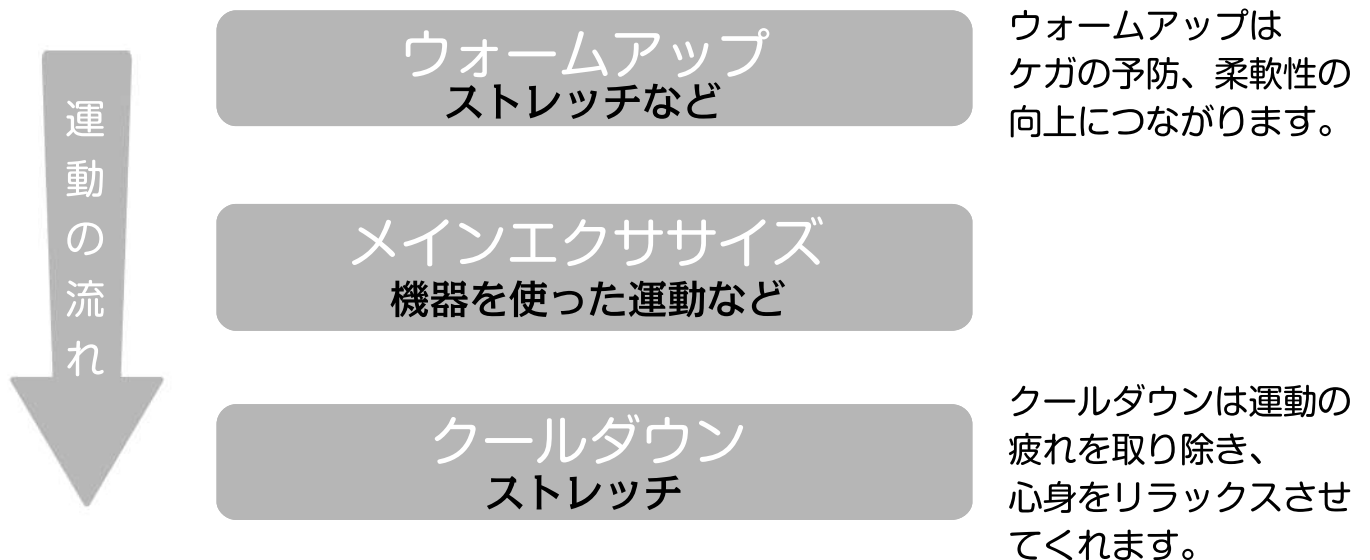 運動の流れ
ウォームアップ
ストレッチなど
ウォームアップは
ケガの予防、柔軟性の
向上につながります。
メインエクササイズ
機器を使った運動など
クールダウン
ストレッチ
クールダウンは運動の
疲れを取り除き、
心身をリラックスさせ
てくれます。